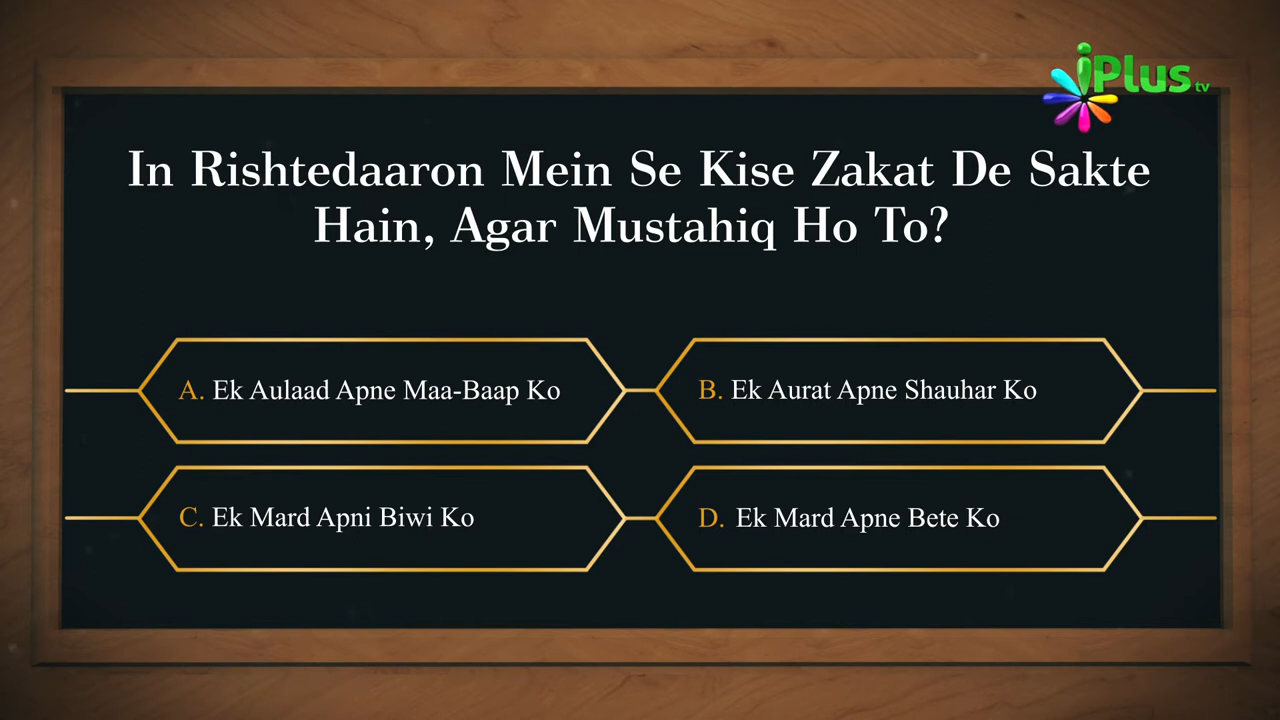 iPlus tv
In Rishtedaaron Mein Se Kise Zakat De Sakte
Hain, Agar Mustahiq Ho To?
A. Ek Aulaad Apne Maa-Baap Ko
B. Ek Aurat Apne Shauhar Ko
C. Ek Mard Apni Biwi Ko
D. Ek Mard Apne Bete Ko